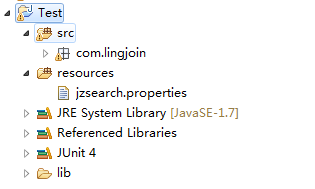 Test
src
com.lingjoin
resources
jzsearch.properties
JRE System Library [JavaSE-1.7]
Referenced Libraries
JUnit 4
lib